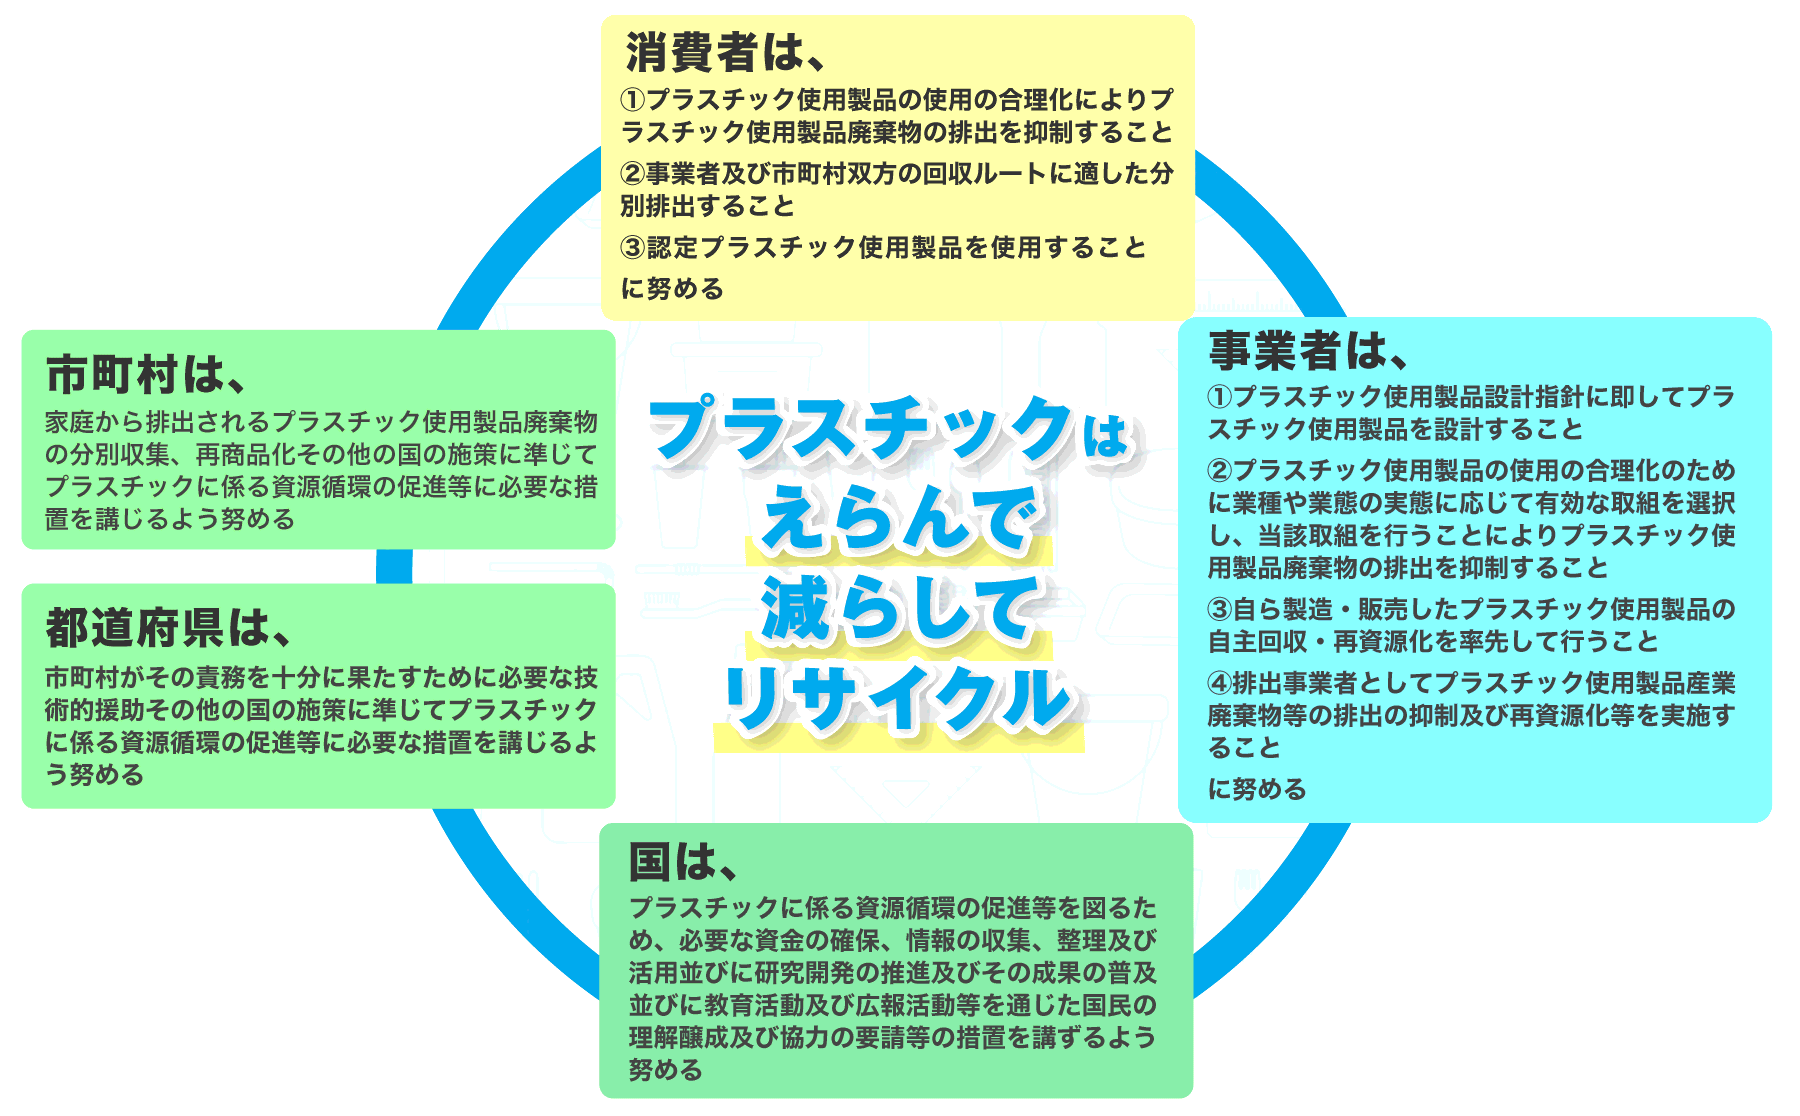 消費者は、
①プラスチック使用製品の使用の合理化によりプ
ラスチック使用製品廃棄物の排出を抑制すること
②事業者及び市町村双方の回収ルートに適した分
別排出すること
③認定プラスチック使用製品を使用すること
に努める
市町村は、
家庭から排出されるプラスチック使用製品廃棄物
の分別収集、再商品化その他の国の施策に準じて
プラスチックに係る資源循環の促進等に必要な措
置を講じるよう努める
都道府県は、
市町村がその責務を十分に果たすために必要な技
術的援助その他の国の施策に準じてプラスチック
に係る資源循環の促進等に必要な措置を講じるよ
う努める
プラスチックは
えらんで
減らして
リサイクル
事業者は、
①プラスチック使用製品設計指針に即してプラ
スチック使用製品を設計すること
②プラスチック使用製品の使用の合理化のため
に業種や業態の実態に応じて有効な取組を選択
し、当該取組を行うことによりプラスチック使
用製品廃棄物の排出を抑制すること
③自ら製造・販売したプラスチック使用製品の
自主回収・再資源化を率先して行うこと
④排出事業者としてプラスチック使用製品産業
廃棄物等の排出の抑制及び再資源化等を実施す
ること
に努める
国は、
プラスチックに係る資源循環の促進等を図るた
め、必要な資金の確保、情報の収集、整理及び
活用並びに研究開発の推進及びその成果の普及
並びに教育活動及び広報活動等を通じた国民の
理解醸成及び協力の要請等の措置を講ずるよう
努める